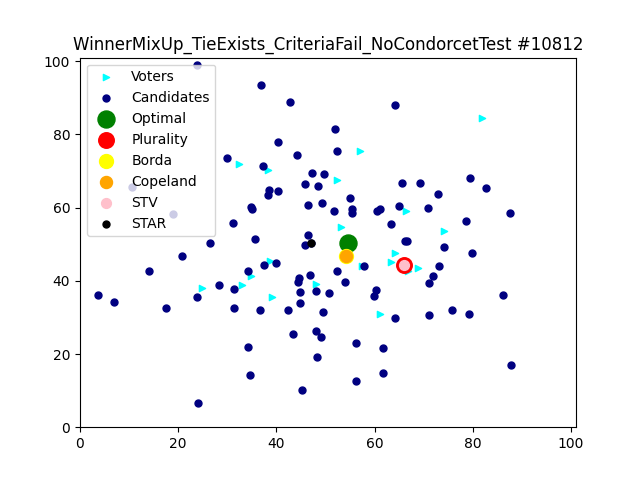 WinnerMixUp_TieExists_CriteriaFail_NoCondorcetTest #10812
100
80
60
40
20
0
Voters
Candidates
Optimal
Plurality
Borda
Copeland
STV
STAR
0 20 40 60 80 100